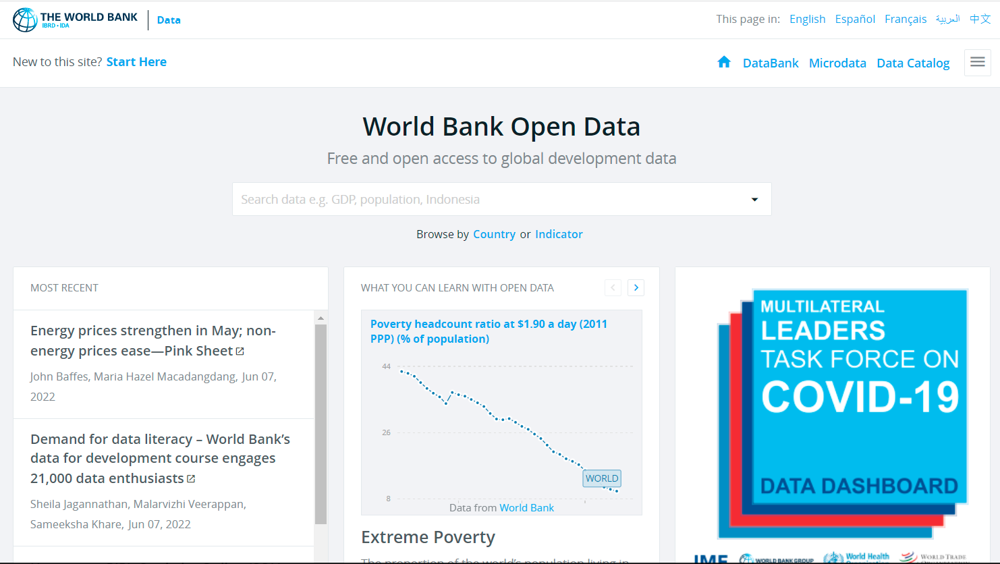 THE WORLD BANK
IBRD • IDA
Data
This page in: English Español Français العربية 中文
New to this site? Start Here
DataBank Microdata Data Catalog
World Bank Open Data
Free and open access to global development data
Search data e.g. GDP, population, Indonesia
Browse by Country or Indicator
MOST RECENT
Energy prices strengthen in May; non-
energy prices ease—Pink Sheet
John Baffes, Maria Hazel Macadangdang, Jun 07,
2022
Demand for data literacy – World Bank’s
data for development course engages
21,000 data enthusiasts
Sheila Jagannathan, Malarvizhi Veerappan,
Sameeksha Khare, Jun 07, 2022
WHAT YOU CAN LEARN WITH OPEN DATA
Poverty headcount ratio at $1.90 a day (2011
PPP) (% of population)
44
26
8
WORLD
Data from World Bank
Extreme Poverty
The proportion of the world’s population living in
MULTILATERAL
LEADERS
TASK FORCE ON
COVID-19
DATA DASHBOARD
IMF
WORLD BANK GROUP
World Health
WORLD TRADE